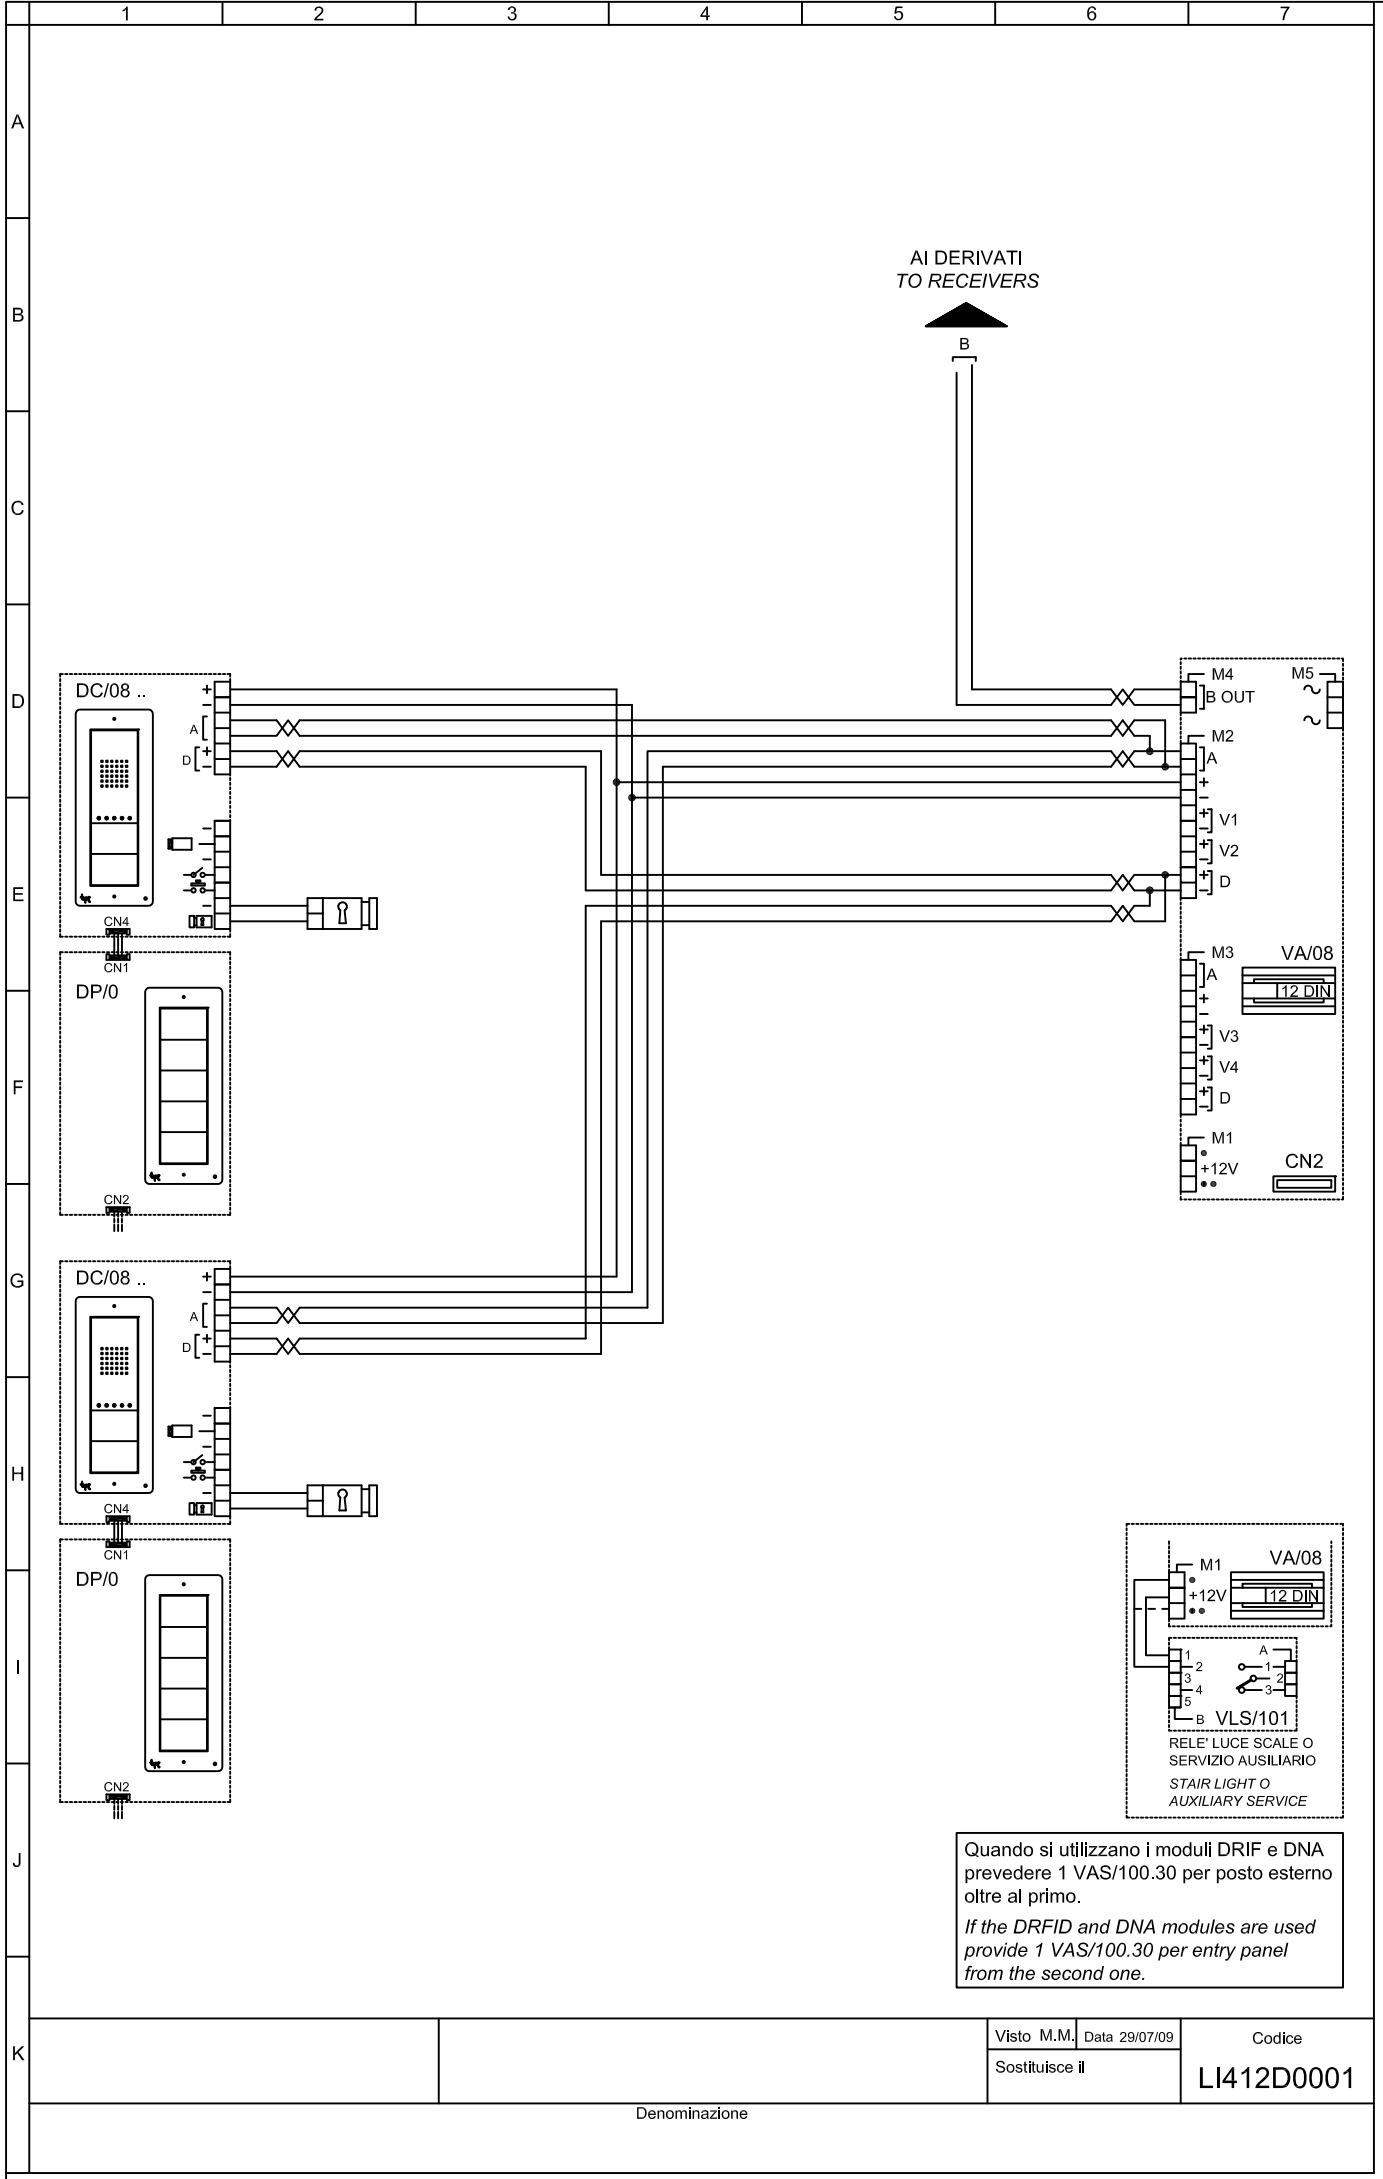 1 2 3 4 5 6 7
A
B
C
D
E
F
G
H
I
J
K
AI DERIVATI
TO RECEIVERS
B
DC/08 ..
+
-
A
D
+
-
-
-
-
CN4
CN1
DP/0
CN2
DC/08 ..
+
-
A
D
+
-
-
-
-
CN4
CN1
DP/0
CN2
M4
B OUT
M5
~
~
M2
A
+
-
+
- V1
+
- V2
+
- D
M3
A
+
-
+
- V3
+
- V4
+
- D
VA/08
12 DIN
M1
+12V
CN2
M1
+12V
VA/08
12 DIN
1
2
3
4
5
B
A
1
2
3
VLS/101
RELE' LUCE SCALE O
SERVIZIO AUSILIARIO
STAIR LIGHT O
AUXILIARY SERVICE
Quando si utilizzano i moduli DRIF e DNA
prevedere 1 VAS/100.30 per posto esterno
oltre al primo.
If the DRFID and DNA modules are used
provide 1 VAS/100.30 per entry panel
from the second one.
Visto M.M. Data 29/07/09
Sostituisce il
Codice
LI412D0001
Denominazione